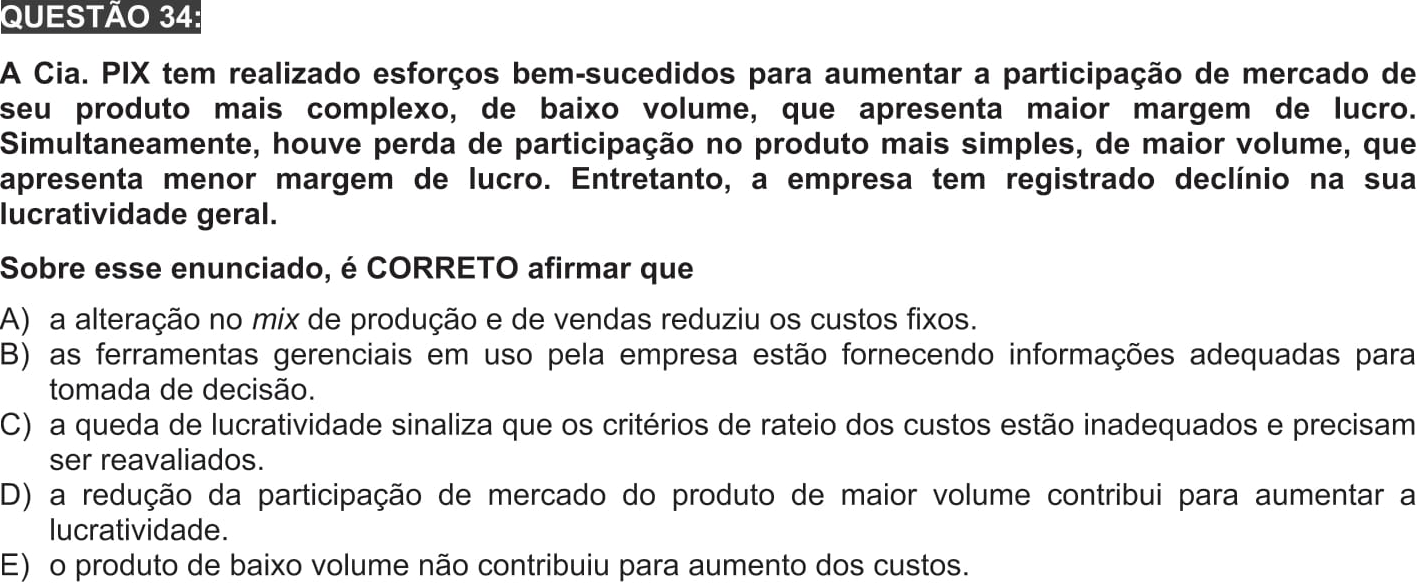 QUESTÃO 34:
A Cia. PIX tem realizado esforços bem-sucedidos para aumentar a participação de mercado de
seu produto mais complexo, de baixo volume, que apresenta maior margem de lucro.
Simultaneamente, houve perda de participação no produto mais simples, de maior volume, que
apresenta menor margem de lucro. Entretanto, a empresa tem registrado declínio na sua
lucratividade geral.
Sobre esse enunciado, é CORRETO afirmar que
A) a alteração no mix de produção e de vendas reduziu os custos fixos.
B) as ferramentas gerenciais em uso pela empresa estão fornecendo informações adequadas para
tomada de decisão.
C) a queda de lucratividade sinaliza que os critérios de rateio dos custos estão inadequados e precisam
ser reavaliados.
D) a redução da participação de mercado do produto de maior volume contribui para aumentar a
lucratividade.
E) o produto de baixo volume não contribuiu para aumento dos custos.